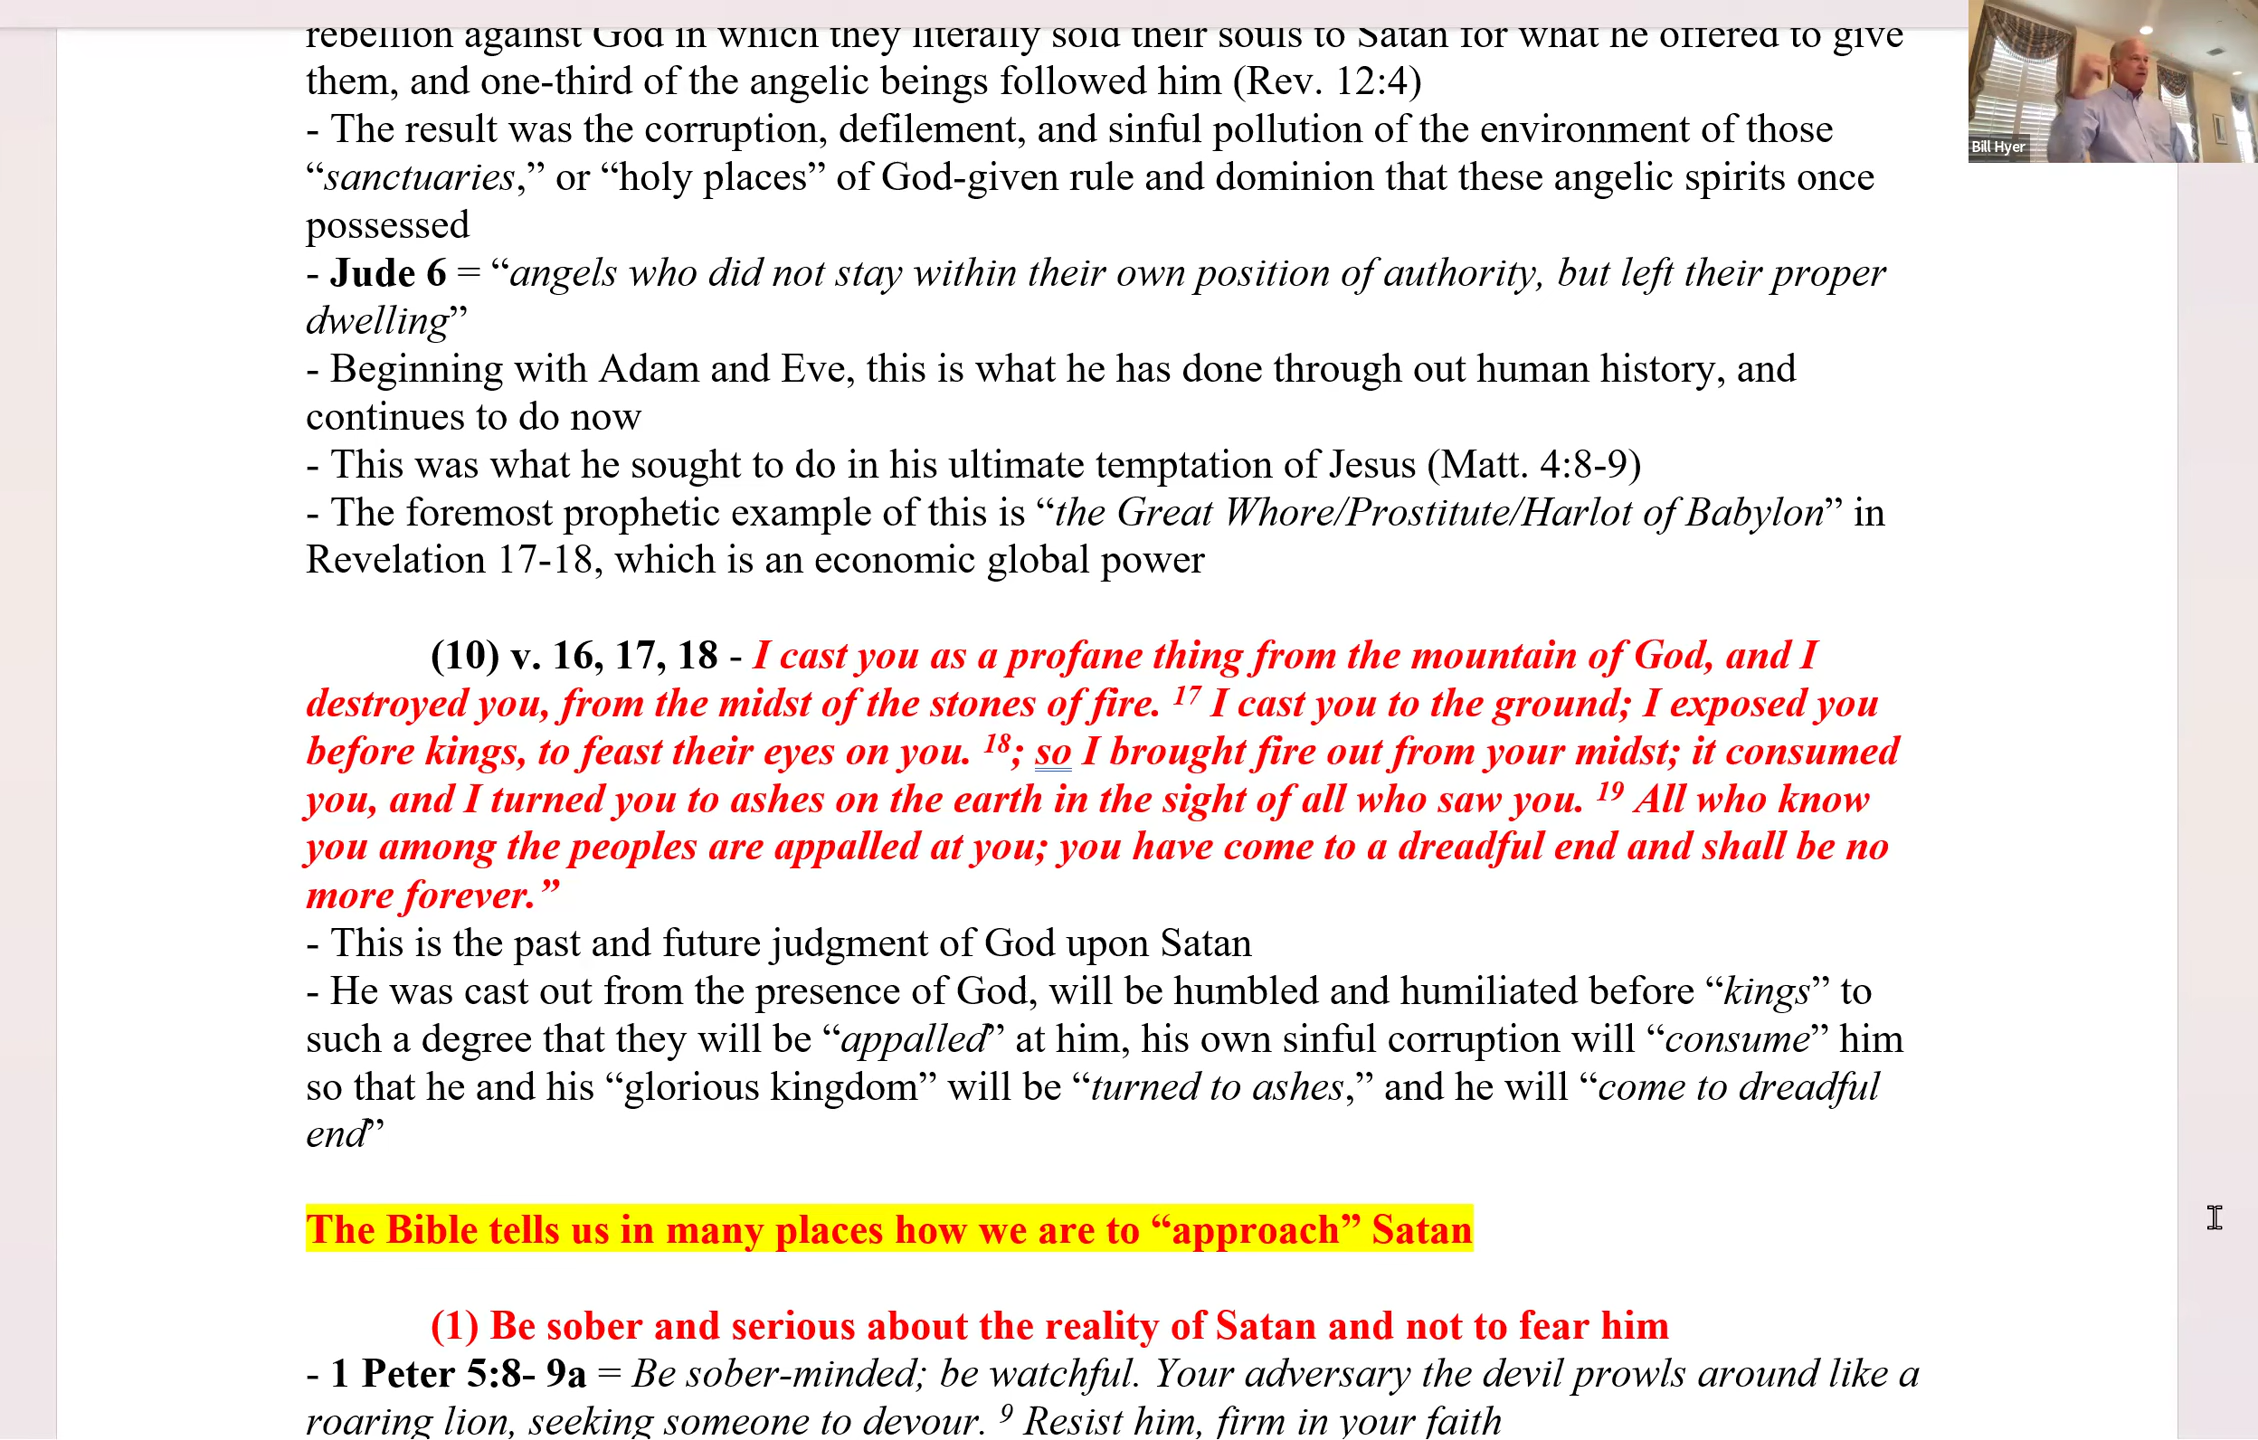 rebellion against God in which they literally sold their souls to Satan for what he offered to give
them, and one-third of the angelic beings followed him (Rev. 12:4)
- The result was the corruption, defilement, and sinful pollution of the environment of those
“sanctuaries,” or “holy places” of God-given rule and dominion that these angelic spirits once
possessed
- Jude 6 = “angels who did not stay within their own position of authority, but left their proper
dwelling”
- Beginning with Adam and Eve, this is what he has done through out human history, and
continues to do now
- This was what he sought to do in his ultimate temptation of Jesus (Matt. 4:8-9)
- The foremost prophetic example of this is “the Great Whore/Prostitute/Harlot of Babylon” in
Revelation 17-18, which is an economic global power
(10) v. 16, 17, 18 - I cast you as a profane thing from the mountain of God, and I
destroyed you, from the midst of the stones of fire. 17 I cast you to the ground; I exposed you
before kings, to feast their eyes on you. 18; so I brought fire out from your midst; it consumed
you, and I turned you to ashes on the earth in the sight of all who saw you. 19 All who know
you among the peoples are appalled at you; you have come to a dreadful end and shall be no
more forever.”
- This is the past and future judgment of God upon Satan
- He was cast out from the presence of God, will be humbled and humiliated before “kings” to
such a degree that they will be “appalled” at him, his own sinful corruption will “consume” him
so that he and his “glorious kingdom” will be “turned to ashes,” and he will “come to dreadful
end”
The Bible tells us in many places how we are to “approach” Satan
(1) Be sober and serious about the reality of Satan and not to fear him
- 1 Peter 5:8- 9a = Be sober-minded; be watchful. Your adversary the devil prowls around like a
roaring lion, seeking someone to devour. 9 Resist him, firm in your faith
Bill Hyer